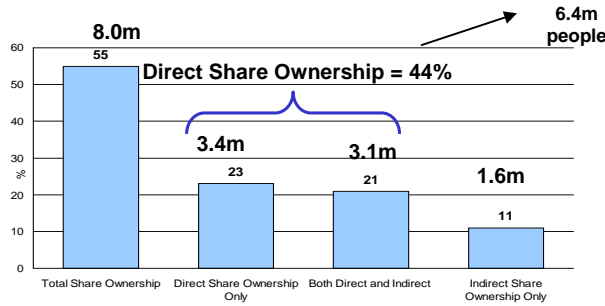 6.4m
people
8.0m
60
55
Direct Share Ownership = 44%
50
40
3.4m
3.1m
30
23
21
1.6m
20
11
10
0
%
Total Share Ownership
Direct Share Ownership
Only
Both Direct and Indirect
Indirect Share
Ownership Only